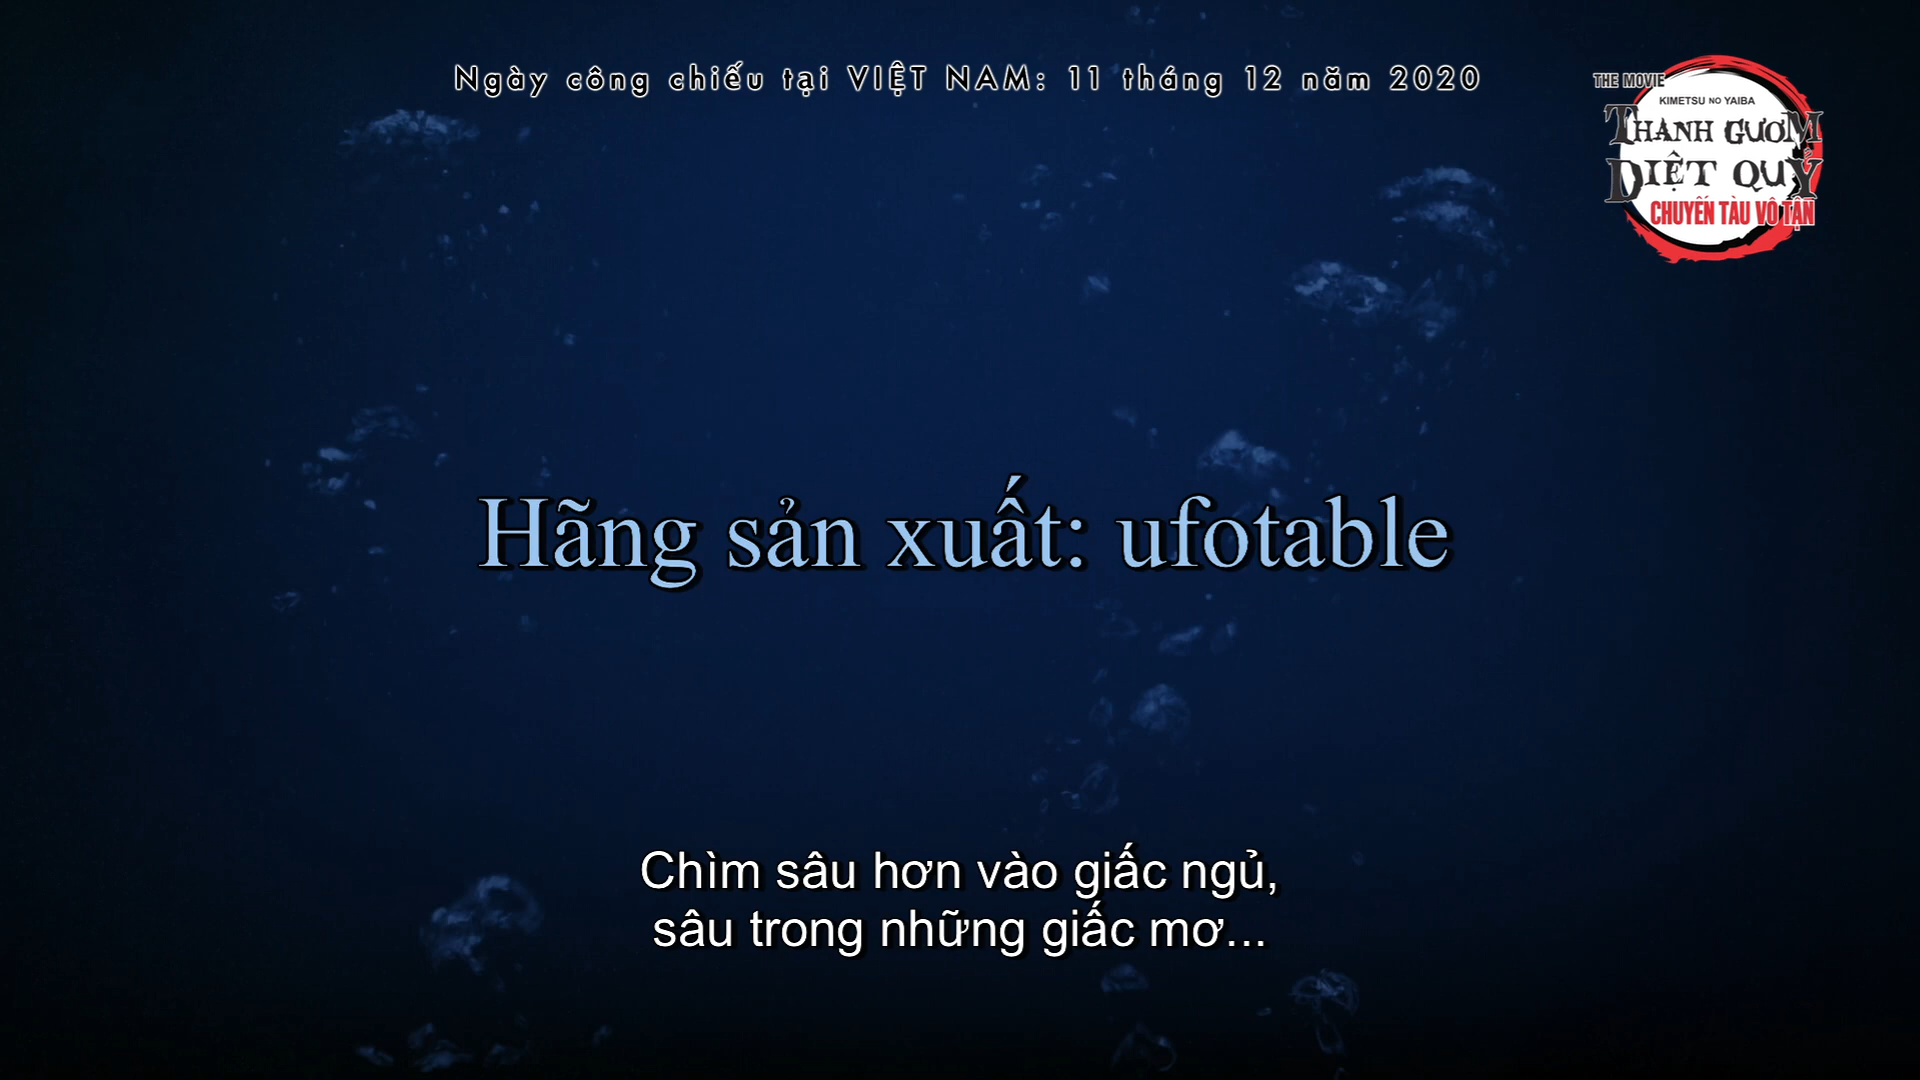 Ngày công chiếu tại VIỆT NAM: 11 tháng 12 năm 2020
THE MOVIE
KIMETSU NO YAIBA
THANH GƯƠM
DIỆT QUỶ
CHUYẾN TÀU VÔ TẬN
Hãng sản xuất: ufotable
Chìm sâu hơn vào giấc ngủ,
sâu trong những giấc mơ...